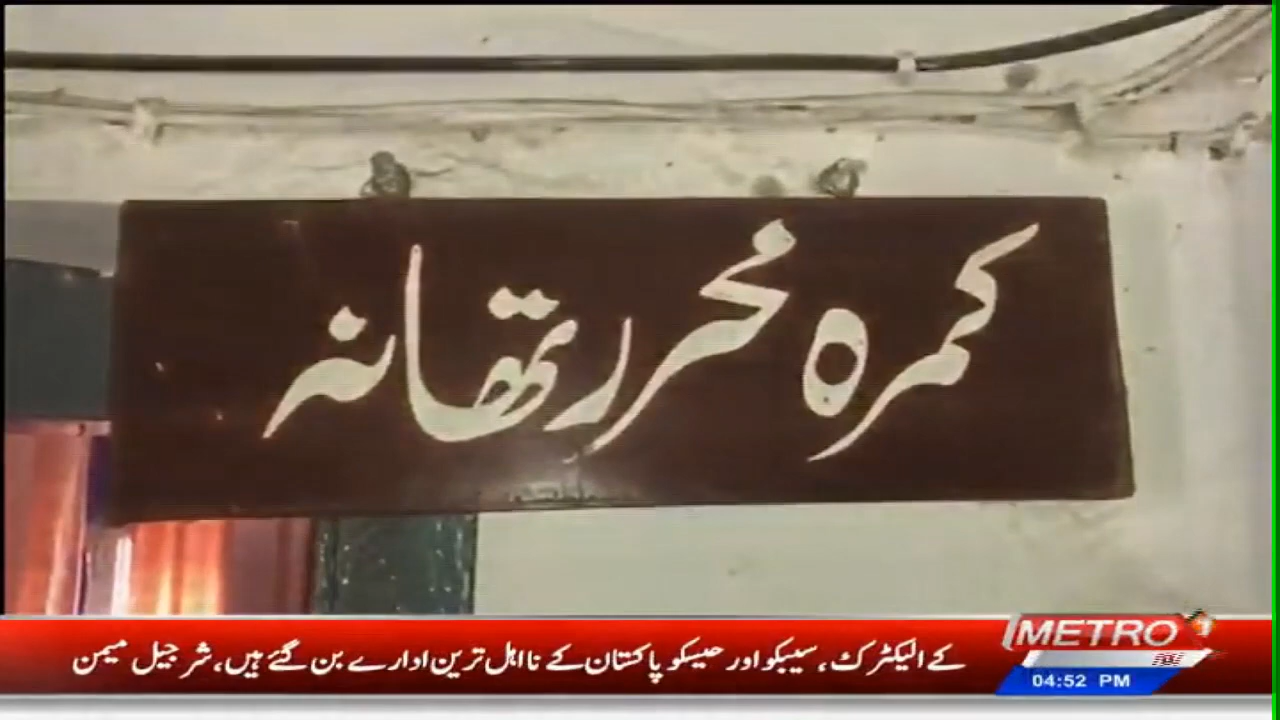 کمرہ محرر تھانہ
کے الیکٹرک، سیپکو اور حیسکو پاکستان کے نااہل ترین ادارے بن گئے ہیں، شرجیل میمن
METRO
04:52 PM